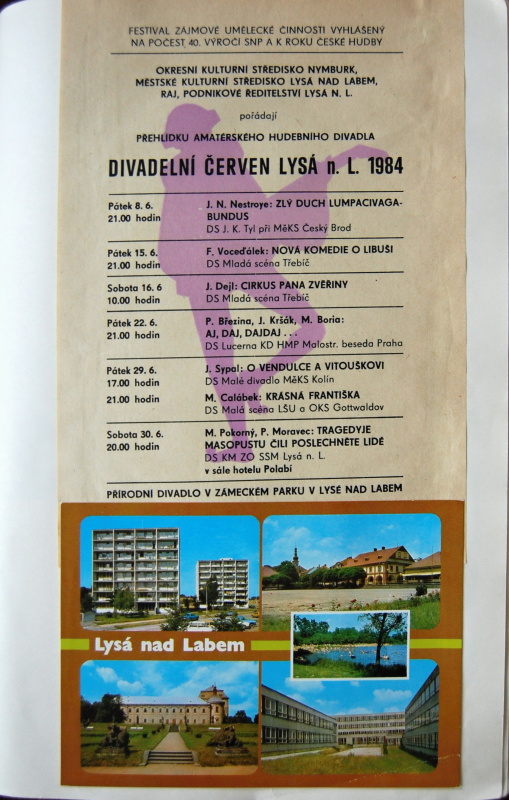 FESTIVAL ZÁJMOVÉ UMĚLECKÉ ČINNOSTI VYHLÁŠENÝ
NA POČEST 40. VÝROČÍ SNP A K ROKU ČESKÉ HUDBY
OKRESNÍ KULTURNÍ STŘEDISKO NYMBURK,
MĚSTSKÉ KULTURNÍ STŘEDISKO LYSÁ NAD LABEM,
RAJ, PODNIKOVÉ ŘEDITELSTVÍ LYSÁ N. L.
pořádají
PŘEHLÍDKU AMATÉRSKÉHO HUDEBNÍHO DIVADLA
DIVADELNÍ ČERVEN LYSÁ n. L. 1984
Pátek 8. 6. J. N. Nestroye: ZLÝ DUCH LUMPACIVAGA-
21.00 hodin BUNDUS
DS J. K. Tyl při MěKS Český Brod
Pátek 15. 6. F. Voceďálek: NOVÁ KOMEDIE O LIBUŠI
21.00 hodin DS Mladá scéna Třebíč
Sobota 16. 6 J. Dejl: CIRKUS PANA ZVĚŘINY
10.00 hodin DS Mladá scéna Třebíč
Pátek 22. 6. P. Březina, J. Kršák, M. Boria:
21.00 hodin AJ, DAJ, DAJDAJ . . .
DS Lucerna KD HMP Malostr. beseda Praha
Pátek 29. 6. J. Sypal: O VENDULCE A VITOUŠKOVI
17.00 hodin DS Malé divadlo MěKS Kolín
21.00 hodin M. Calábek: KRÁSNÁ FRANTIŠKA
DS Malá scéna LŠU a OKS Gottwaldov
Sobota 30. 6. M. Pokorný, P. Moravec: TRAGEDYJE
20.00 hodin MASOPUSTU ČILI POSLECHNĚTE LIDÉ
DS KM ZO SSM Lysá n. L.
v sále hotelu Polabí
PŘÍRODNÍ DIVADLO V ZÁMECKÉM PARKU V LYSÉ NAD LABEM
Lysá nad Labem